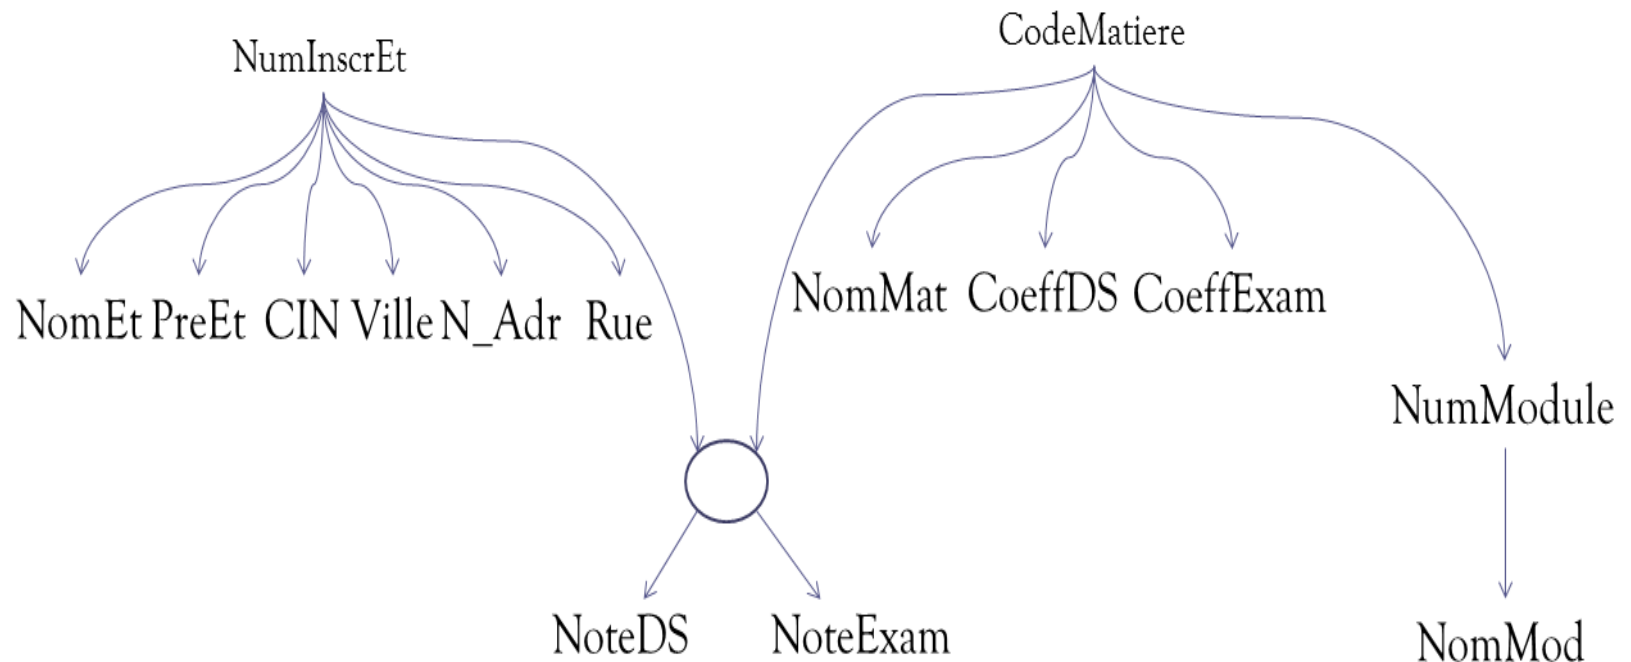 CodeMatiere
NumInscrEt
NomEt PreEt CIN Ville N_Adr Rue
NomMat CoeffDS CoeffExam
NumModule
NoteDS NoteExam
NomMod